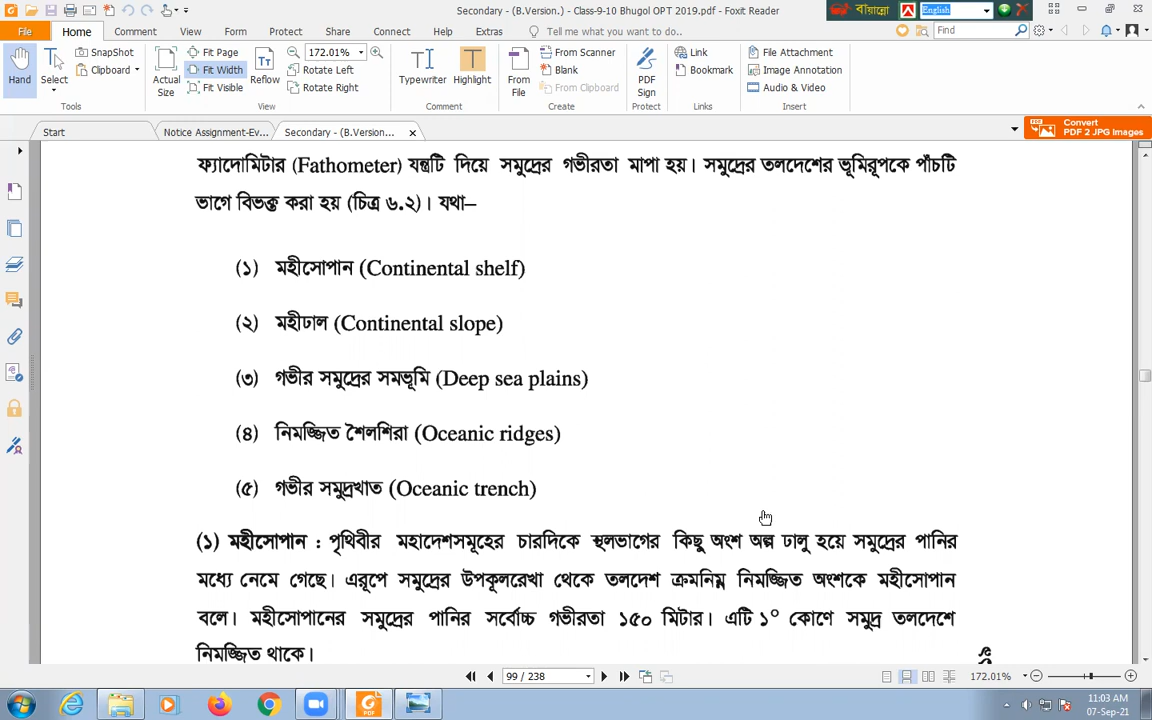 Secondary - (B.Version.) - Class-9-10 Bhugol OPT 2019.pdf - Foxit Reader
বায়ান্নো
English
File Home Comment View Form Protect Share Connect Help Extras Tell me what you want to do.. Find
SnapShot Fit Page 172.01% From Scanner Link File Attachment
Clipboard Fit Width Rotate Left Blank Bookmark Image Annotation
Fit Visible Rotate Right From Clipboard Audio & Video
Hand Select Actual Size Reflow Typewriter Highlight From File PDF Sign
Tools View Comment Create Protect Links Insert
Start Notice Assignment-Ev... Secondary - (B.Version... Convert PDF 2 JPG Images
ফ্যাদোমিটার (Fathometer) যন্ত্রটি দিয়ে সমুদ্রের গভীরতা মাপা হয়। সমুদ্রের তলদেশের ভূমিরূপকে পাঁচটি
ভাগে বিভক্ত করা হয় (চিত্র ৬.২)। যথা–
(১) মহীসোপান (Continental shelf)
(২) মহীঢাল (Continental slope)
(৩) গভীর সমুদ্রের সমভূমি (Deep sea plains)
(৪) নিমজ্জিত শৈলশিরা (Oceanic ridges)
(৫) গভীর সমুদ্রখাত (Oceanic trench)
(১) মহীসোপান : পৃথিবীর মহাদেশসমূহের চারদিকে স্থলভাগের কিছু অংশ অল্প ঢালু হয়ে সমুদ্রের পানির
মধ্যে নেমে গেছে। এরূপে সমুদ্রের উপকূলরেখা থেকে তলদেশ ক্রমনিম্ন নিমজ্জিত অংশকে মহীসোপান
বলে। মহীসোপানের সমুদ্রের পানির সর্বোচ্চ গভীরতা ১৫০ মিটার। এটি ১° কোণে সমুদ্র তলদেশে
নিমজ্জিত থাকে।
99 / 238 172.01%
11:03 AM
07-Sep-21